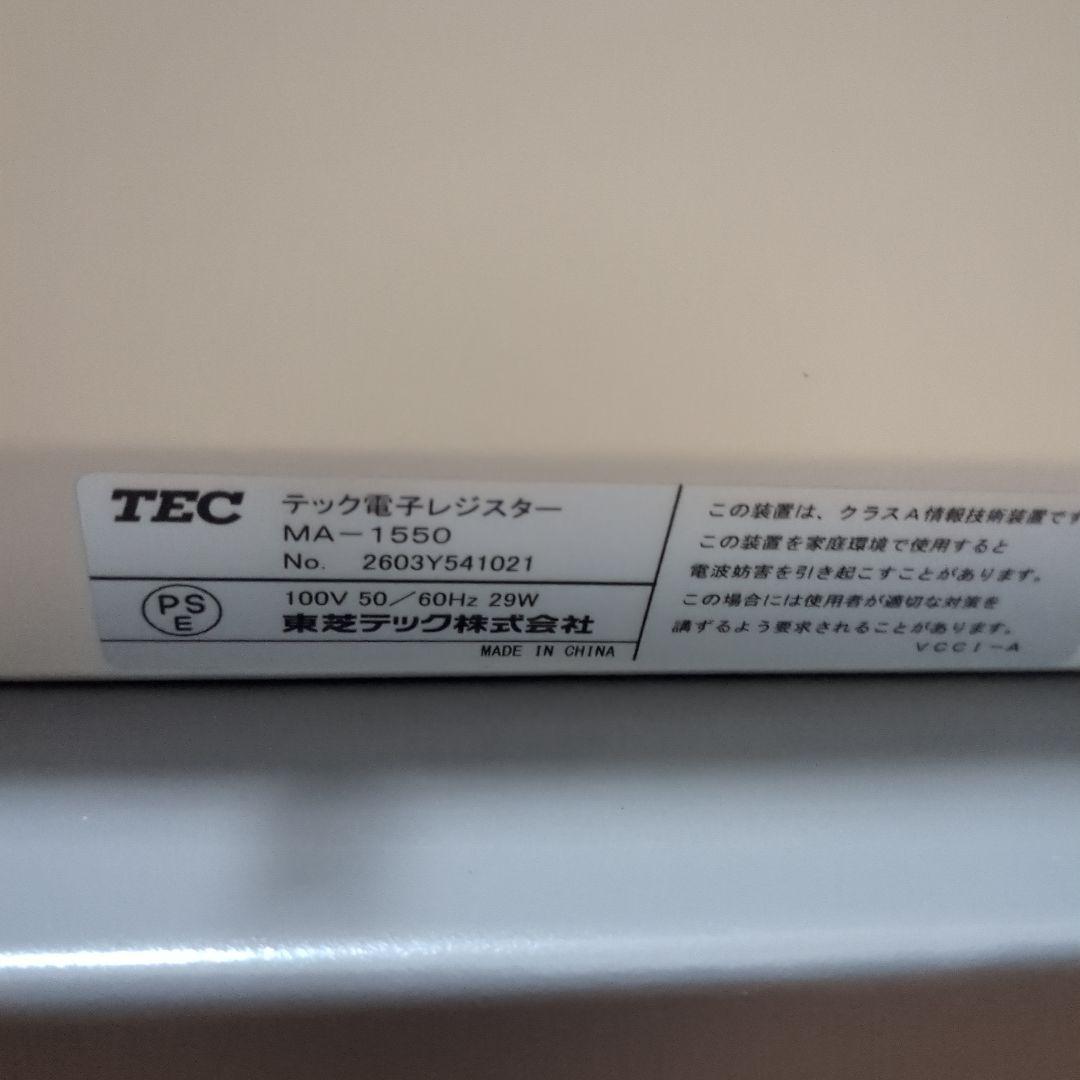 TEC
テック電子レジスター
MA-1550
No. 2603Y541021
PSE
100V 50/60Hz 29W
東芝テック株式会社
MADE IN CHINA
この装置は、クラスA情報技術装置です
この装置を家庭環境で使用すると
電波妨害を引き起こすことがあります。
この場合には使用者が適切な対策を
講ずるよう要求されることがあります。
VCCI-A